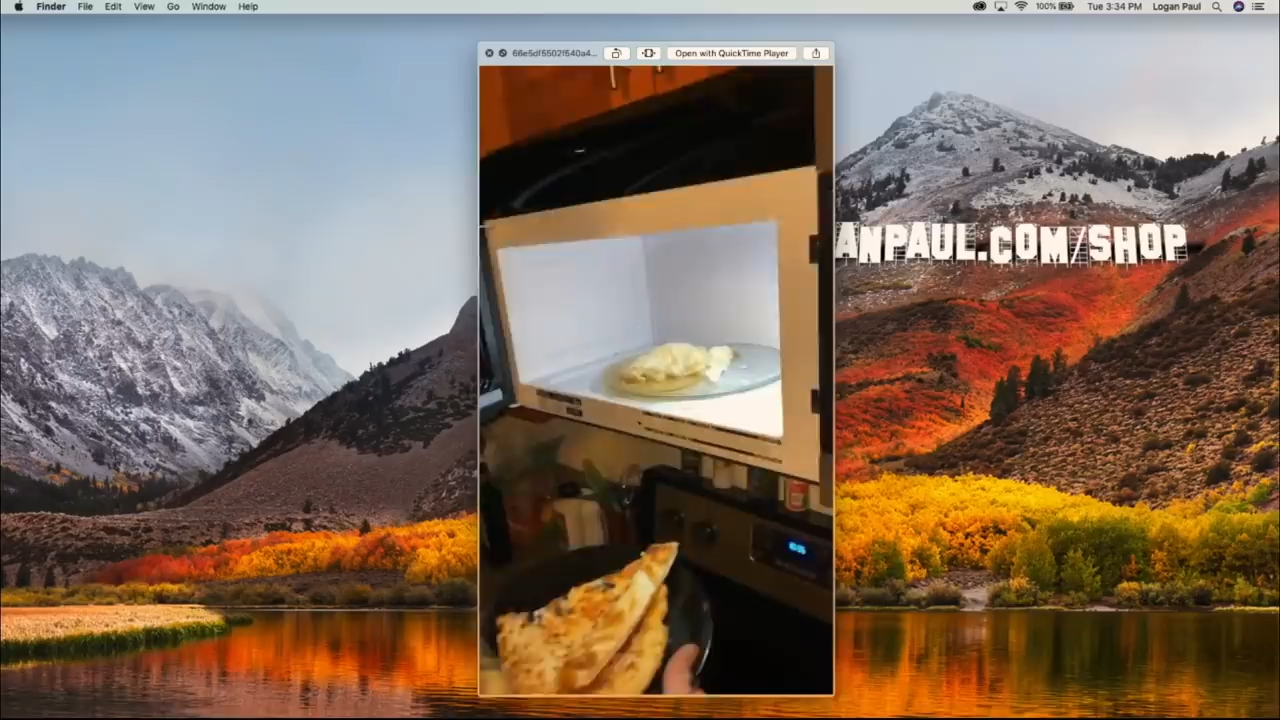 Finder File Edit View Go Window Help 100% Tue 3:34 PM Logan Paul
66e5df5502f540a4... Open with QuickTime Player
ANPAUL.COM/SHOP